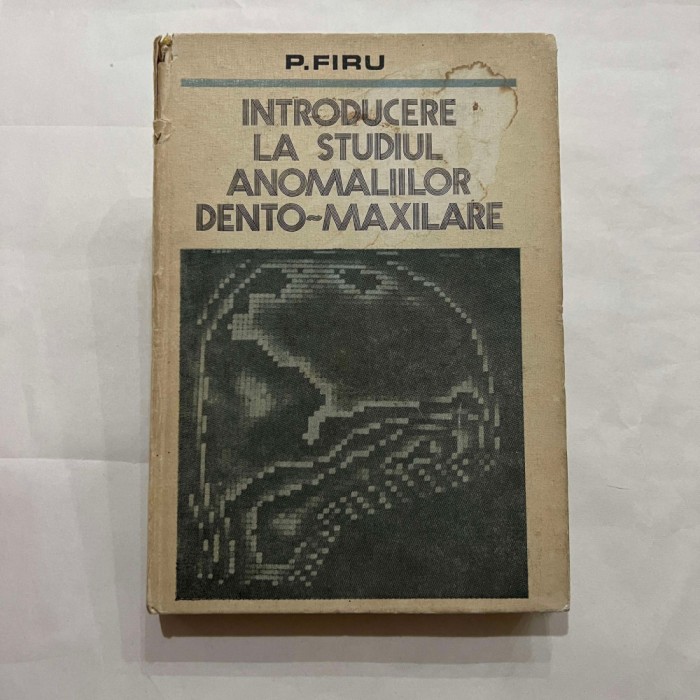 P.FIRU
INTRODUCERE
LA STUDIUL
ANOMALIILOR
DENTO~MAXILARE